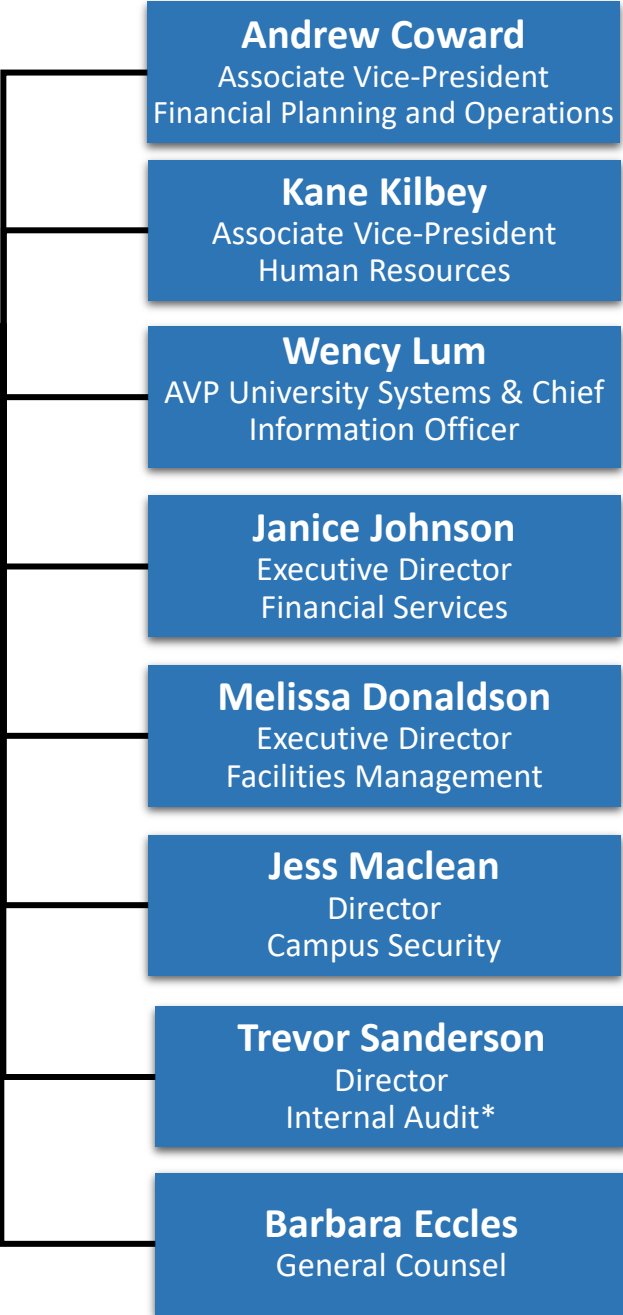 Andrew Coward
Associate Vice-President
Financial Planning and Operations
Kane Kilbey
Associate Vice-President
Human Resources
Wency Lum
AVP University Systems & Chief
Information Officer
Janice Johnson
Executive Director
Financial Services
Melissa Donaldson
Executive Director
Facilities Management
Jess Maclean
Director
Campus Security
Trevor Sanderson
Director
Internal Audit*
Barbara Eccles
General Counsel